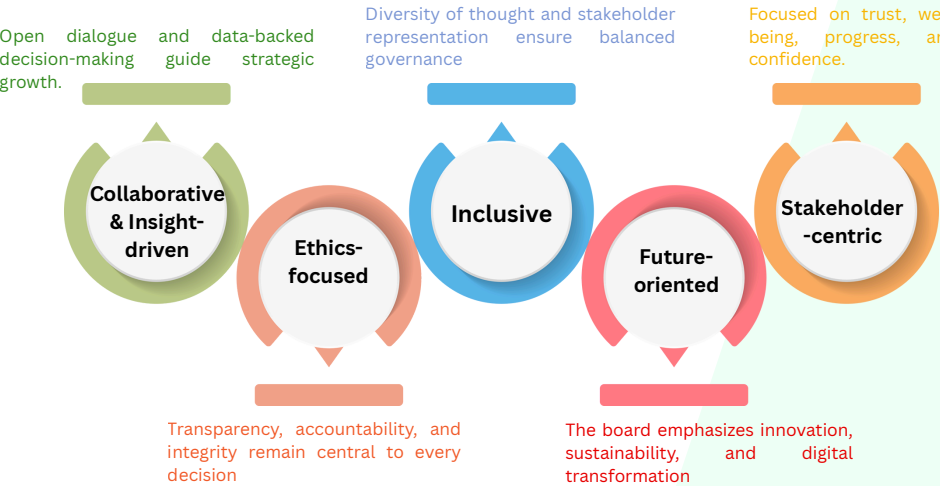 Open dialogue and data-backed
decision-making guide strategic
growth.
Diversity of thought and stakeholder
representation ensure balanced
governance
Focused on trust,
being, progress,
confidence.
Collaborative
& Insight-
driven
Ethics-
focused
Inclusive
Future-
oriented
Stakeholder
-centric
Transparency, accountability, and
integrity remain central to every
decision
The board emphasizes innovation,
sustainability, and digital
transformation